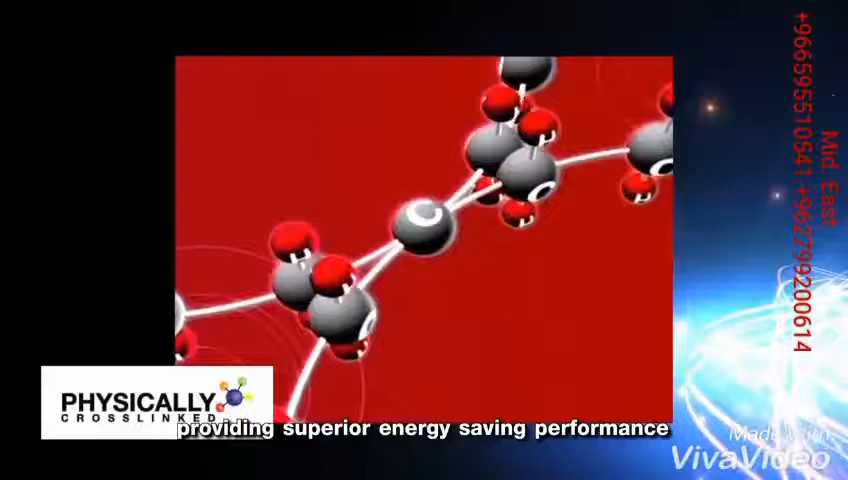 C
H
C
H
H
C
C
H
PHYSICALLY
CROSSLINKED
providing superior energy saving performance
Mid. East
+966595510541 +962799200614
Made With
VivaVideo